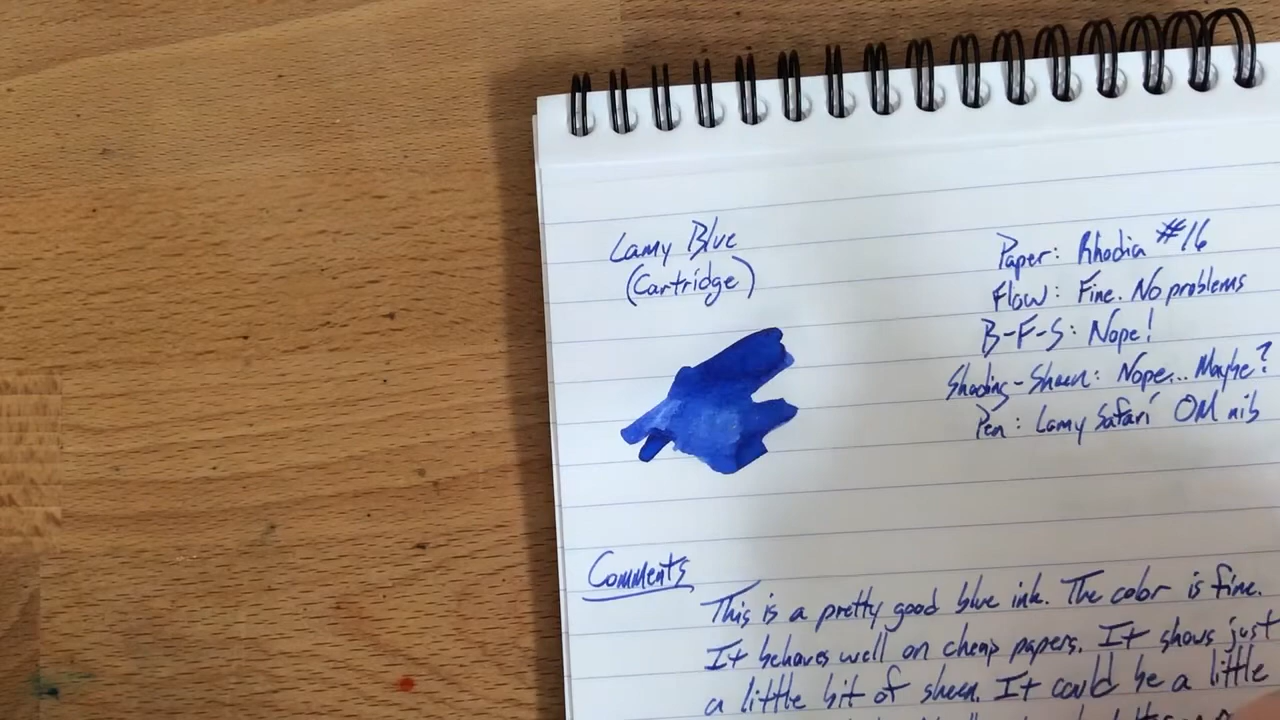 Lamy Blue
(Cartridge)
Paper: Rhodia #16
Flow: Fine. No problems
B-F-S: Nope!
Shading-Sheen: Nope... Maybe?
Pen: Lamy Safari OM nib
Comments
This is a pretty good blue ink. The color is fine.
It behaves well on cheap papers. It shows just
a little bit of sheen. It could be a little